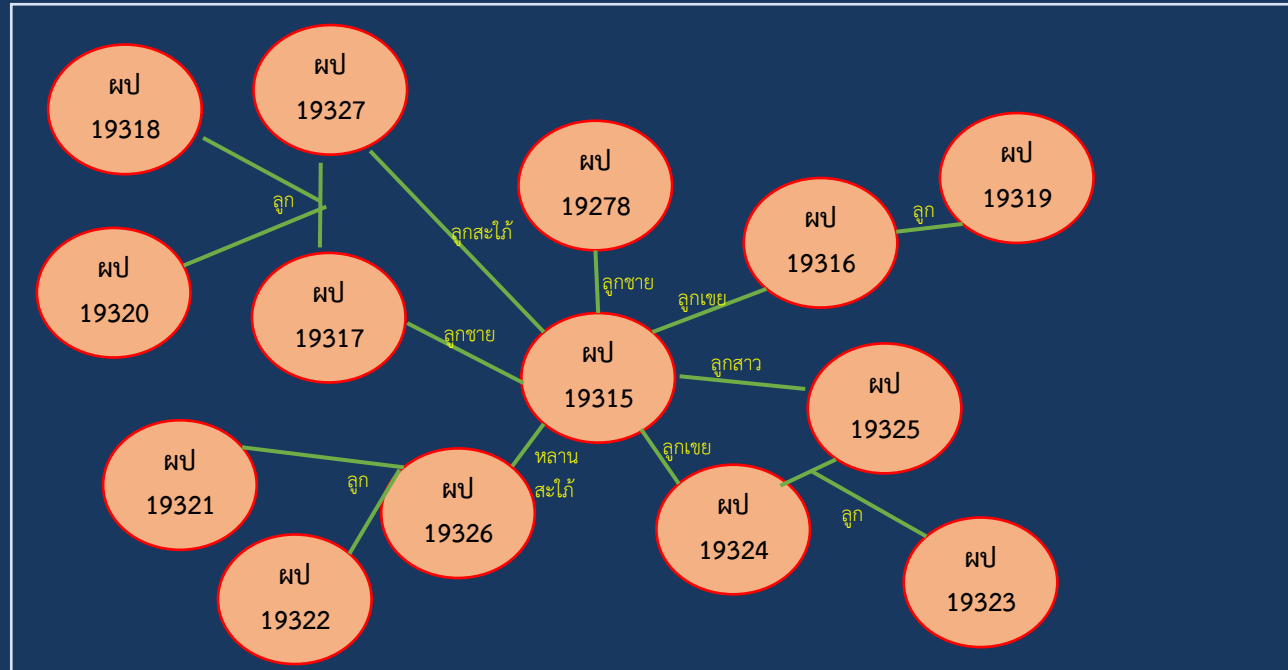 ผป
19318
ผป
19327
ผป
19278
ผป
19316
ลูก
ผป
19319
ลูก
ลูกสะใภ้
ผป
19320
ผป
19317
ลูกชาย
ลูกชาย
ลูกเขย
ผป
19315
ลูกสาว
ผป
19325
ผป
19321
ลูก
ผป
19326
หลาน
สะใภ้
ลูกเขย
ผป
19324
ลูก
ผป
19322
ผป
19323